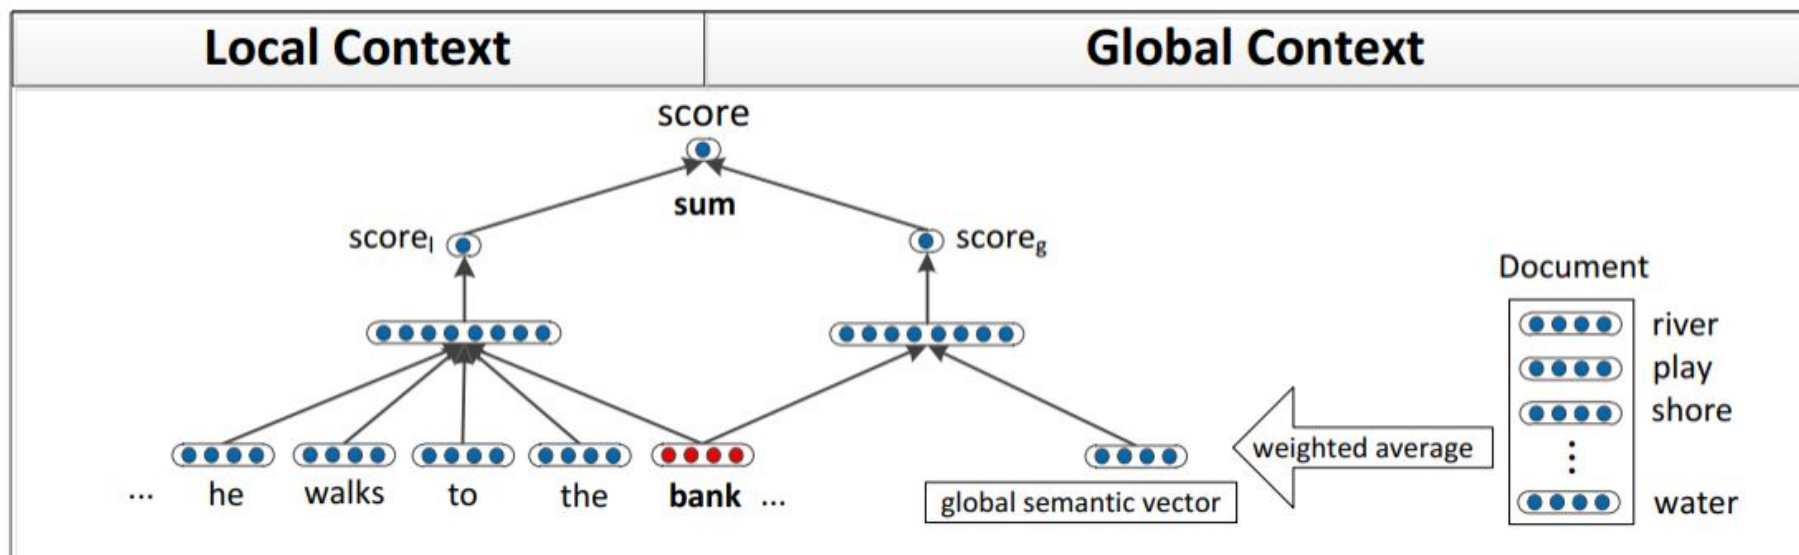 Local Context
Global Context
score
sum
scoreₗ
score_g
Document
river
play
shore
⋮
water
weighted average
... he walks to the bank ...
global semantic vector